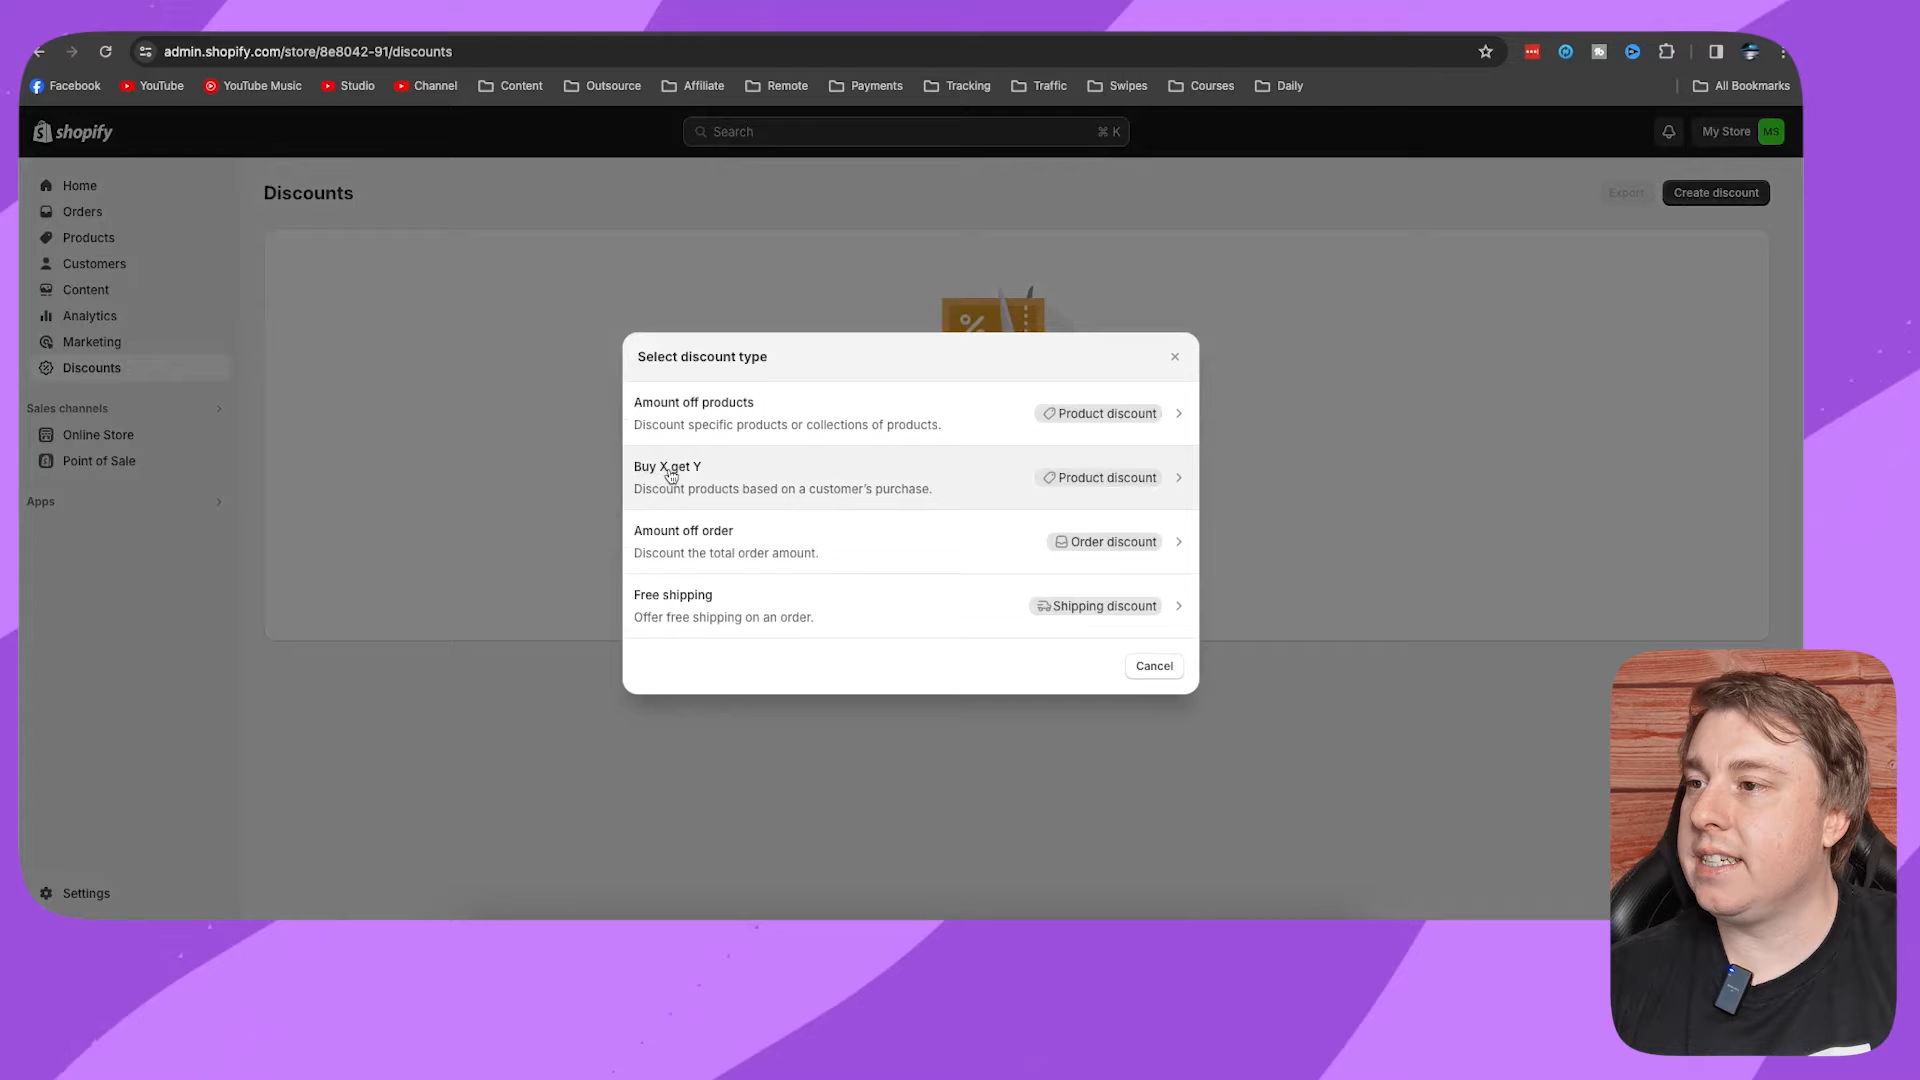 admin.shopify.com/store/8e8042-91/discounts
Facebook YouTube YouTube Music Studio Channel Content Outsource Affiliate Remote Payments Tracking Traffic Swipes Courses Daily All Bookmarks
shopify Search ⌘ K My Store MS
Home
Orders
Products
Customers
Content
Analytics
Marketing
Discounts
Sales channels
Online Store
Point of Sale
Apps
Settings
Discounts Export Create discount
%
Select discount type
Amount off products
Discount specific products or collections of products.
Product discount
Buy X get Y
Discount products based on a customer’s purchase.
Product discount
Amount off order
Discount the total order amount.
Order discount
Free shipping
Offer free shipping on an order.
Shipping discount
Cancel